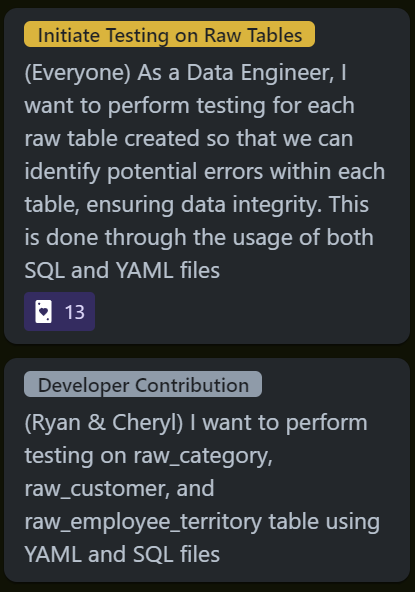 Initiate Testing on Raw Tables
(Everyone) As a Data Engineer, I
want to perform testing for each
raw table created so that we can
identify potential errors within each
table, ensuring data integrity. This
is done through the usage of both
SQL and YAML files
13
Developer Contribution
(Ryan & Cheryl) I want to perform
testing on raw_category,
raw_customer, and
raw_employee_territory table using
YAML and SQL files